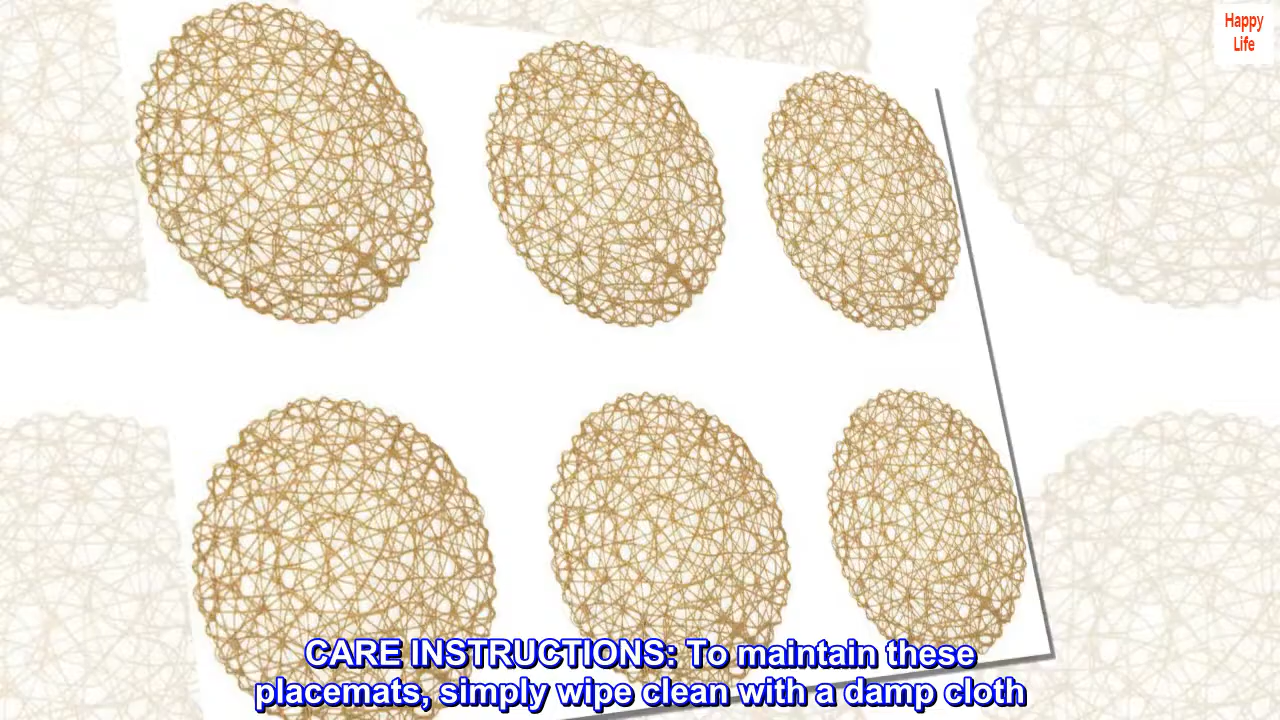 Happy
Life
CARE INSTRUCTIONS: To maintain these
placemats, simply wipe clean with a damp cloth